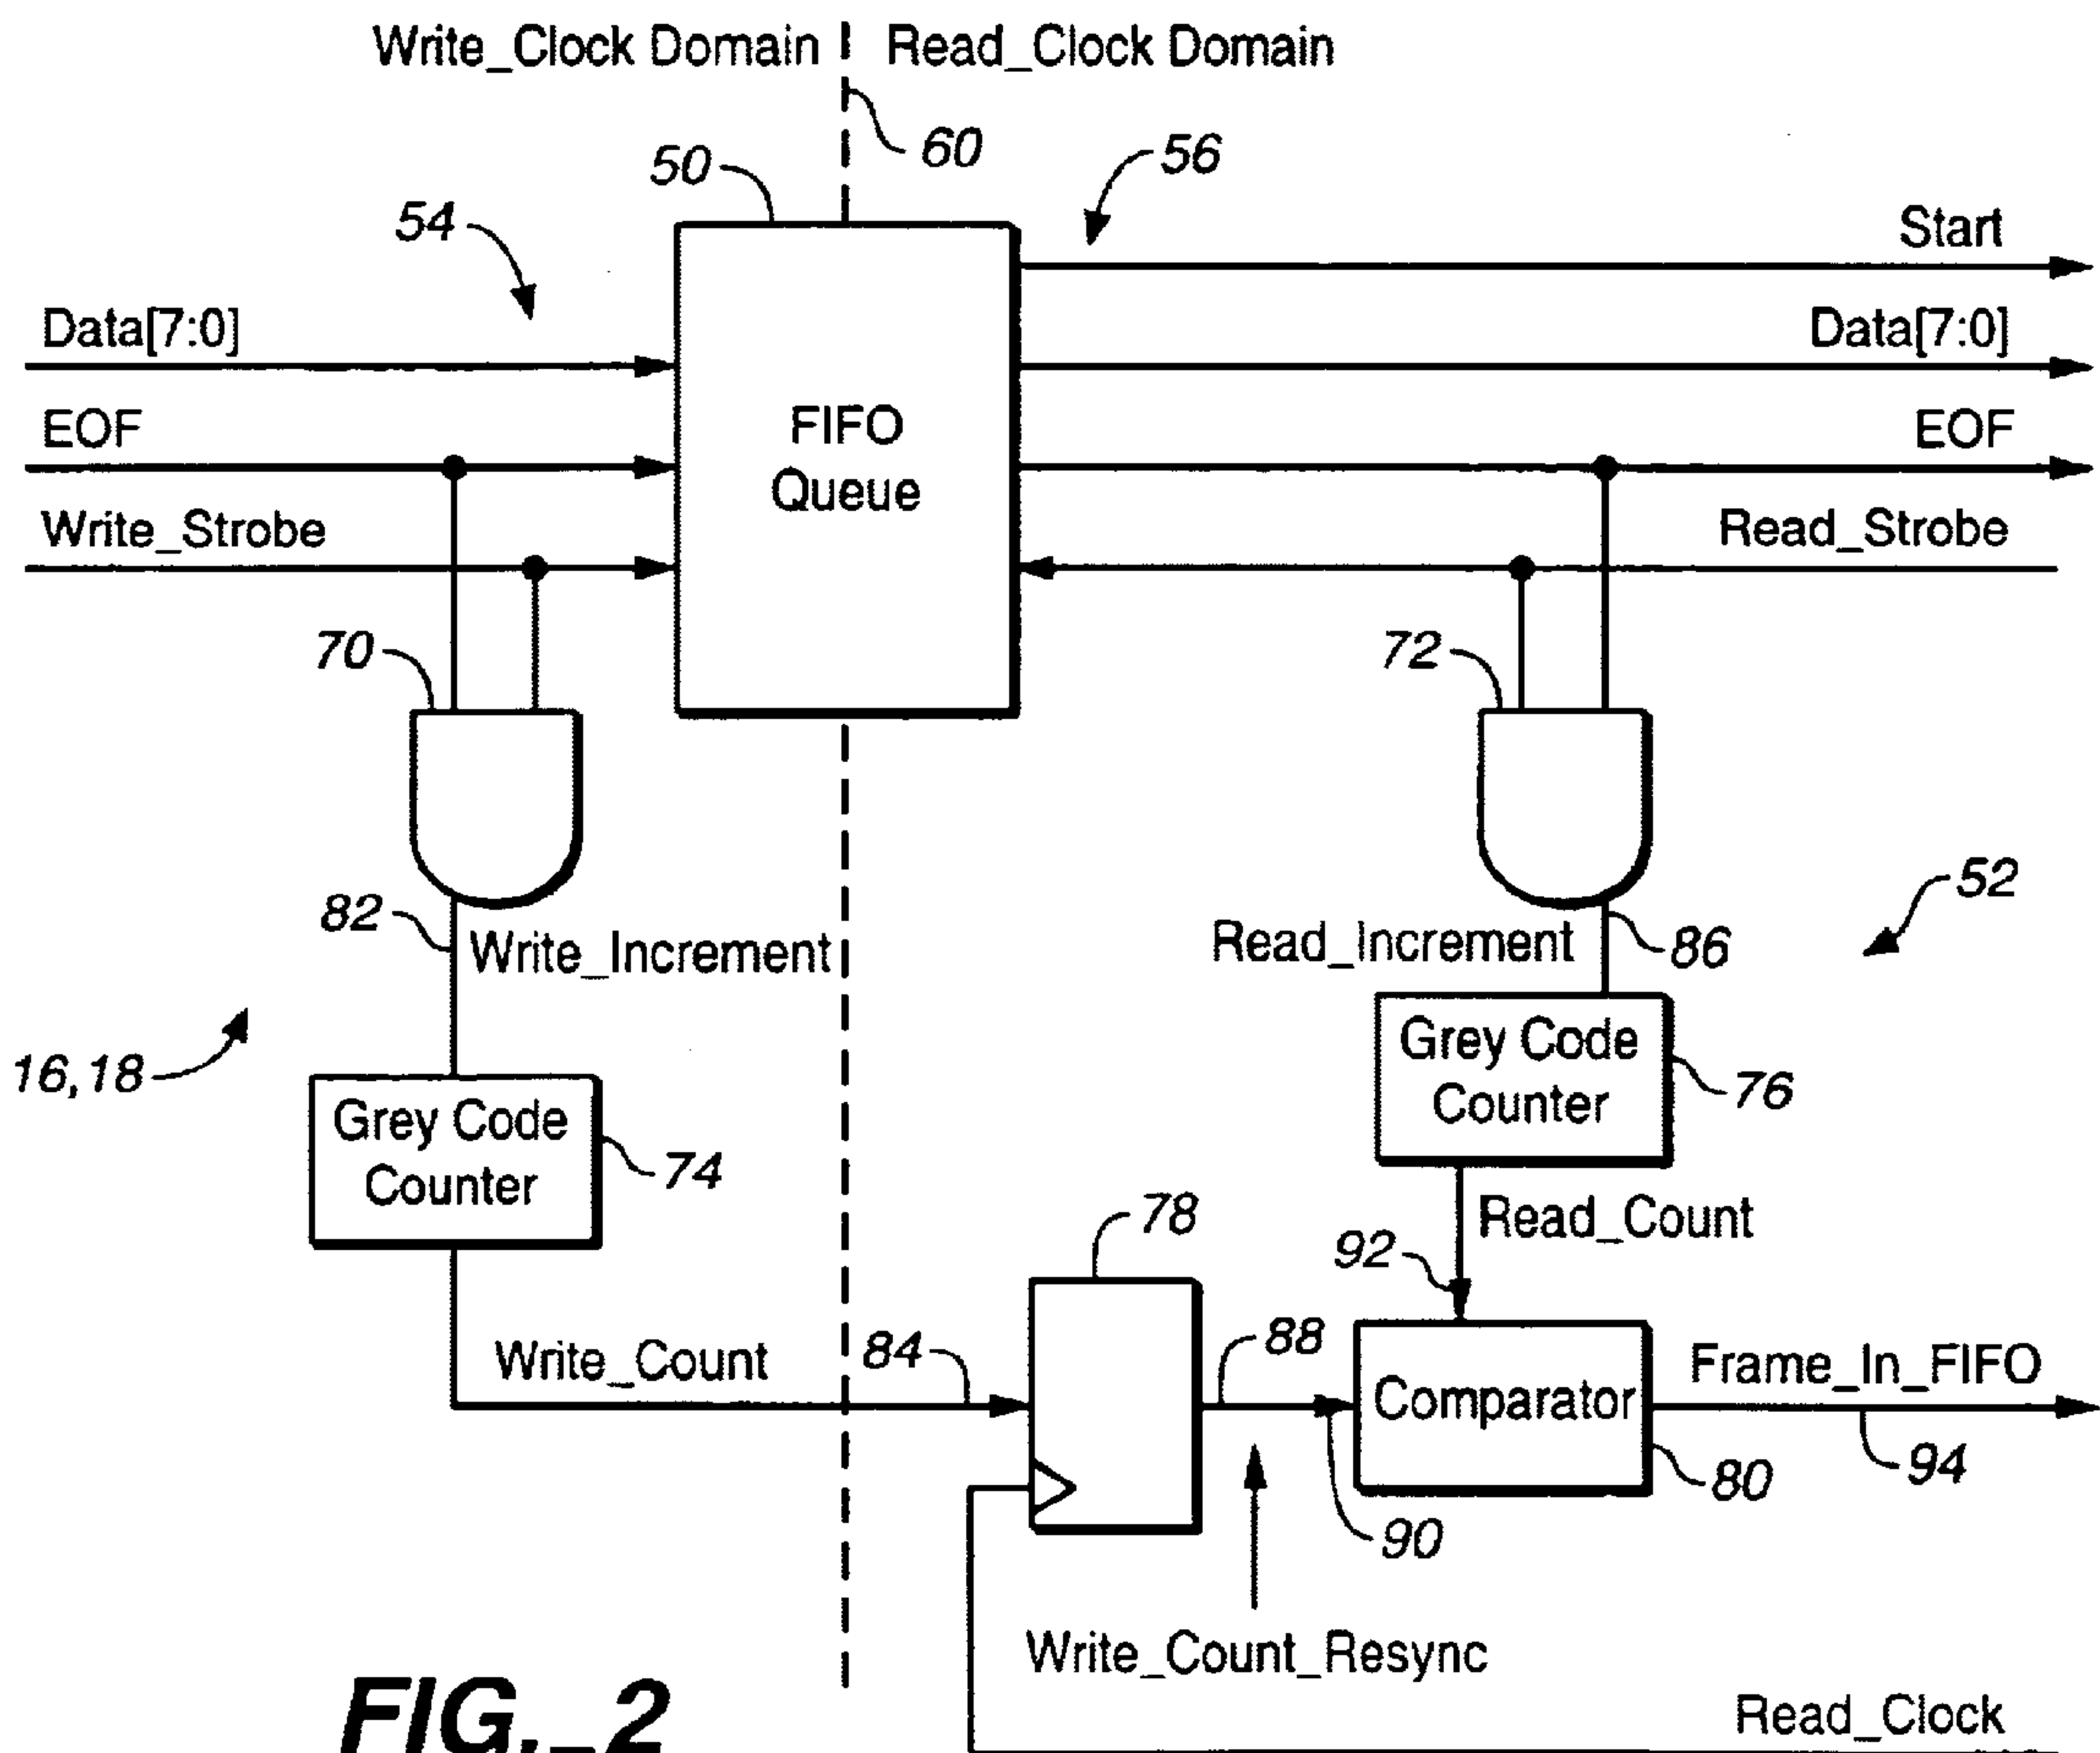 Write_Clock Domain
Read_Clock Domain
60
50
56
54
Start
Data[7:0]
Data[7:0]
EOF
FIFO
Queue
EOF
Write_Strobe
Read_Strobe
70
72
82
Write_Increment
Read_Increment
86
52
16,18
Grey Code
Counter
74
Grey Code
Counter
76
78
Read_Count
92
Write_Count
84
88
Comparator
Frame_In_FIFO
80
94
90
Write_Count_Resync
Read_Clock
FIG._2